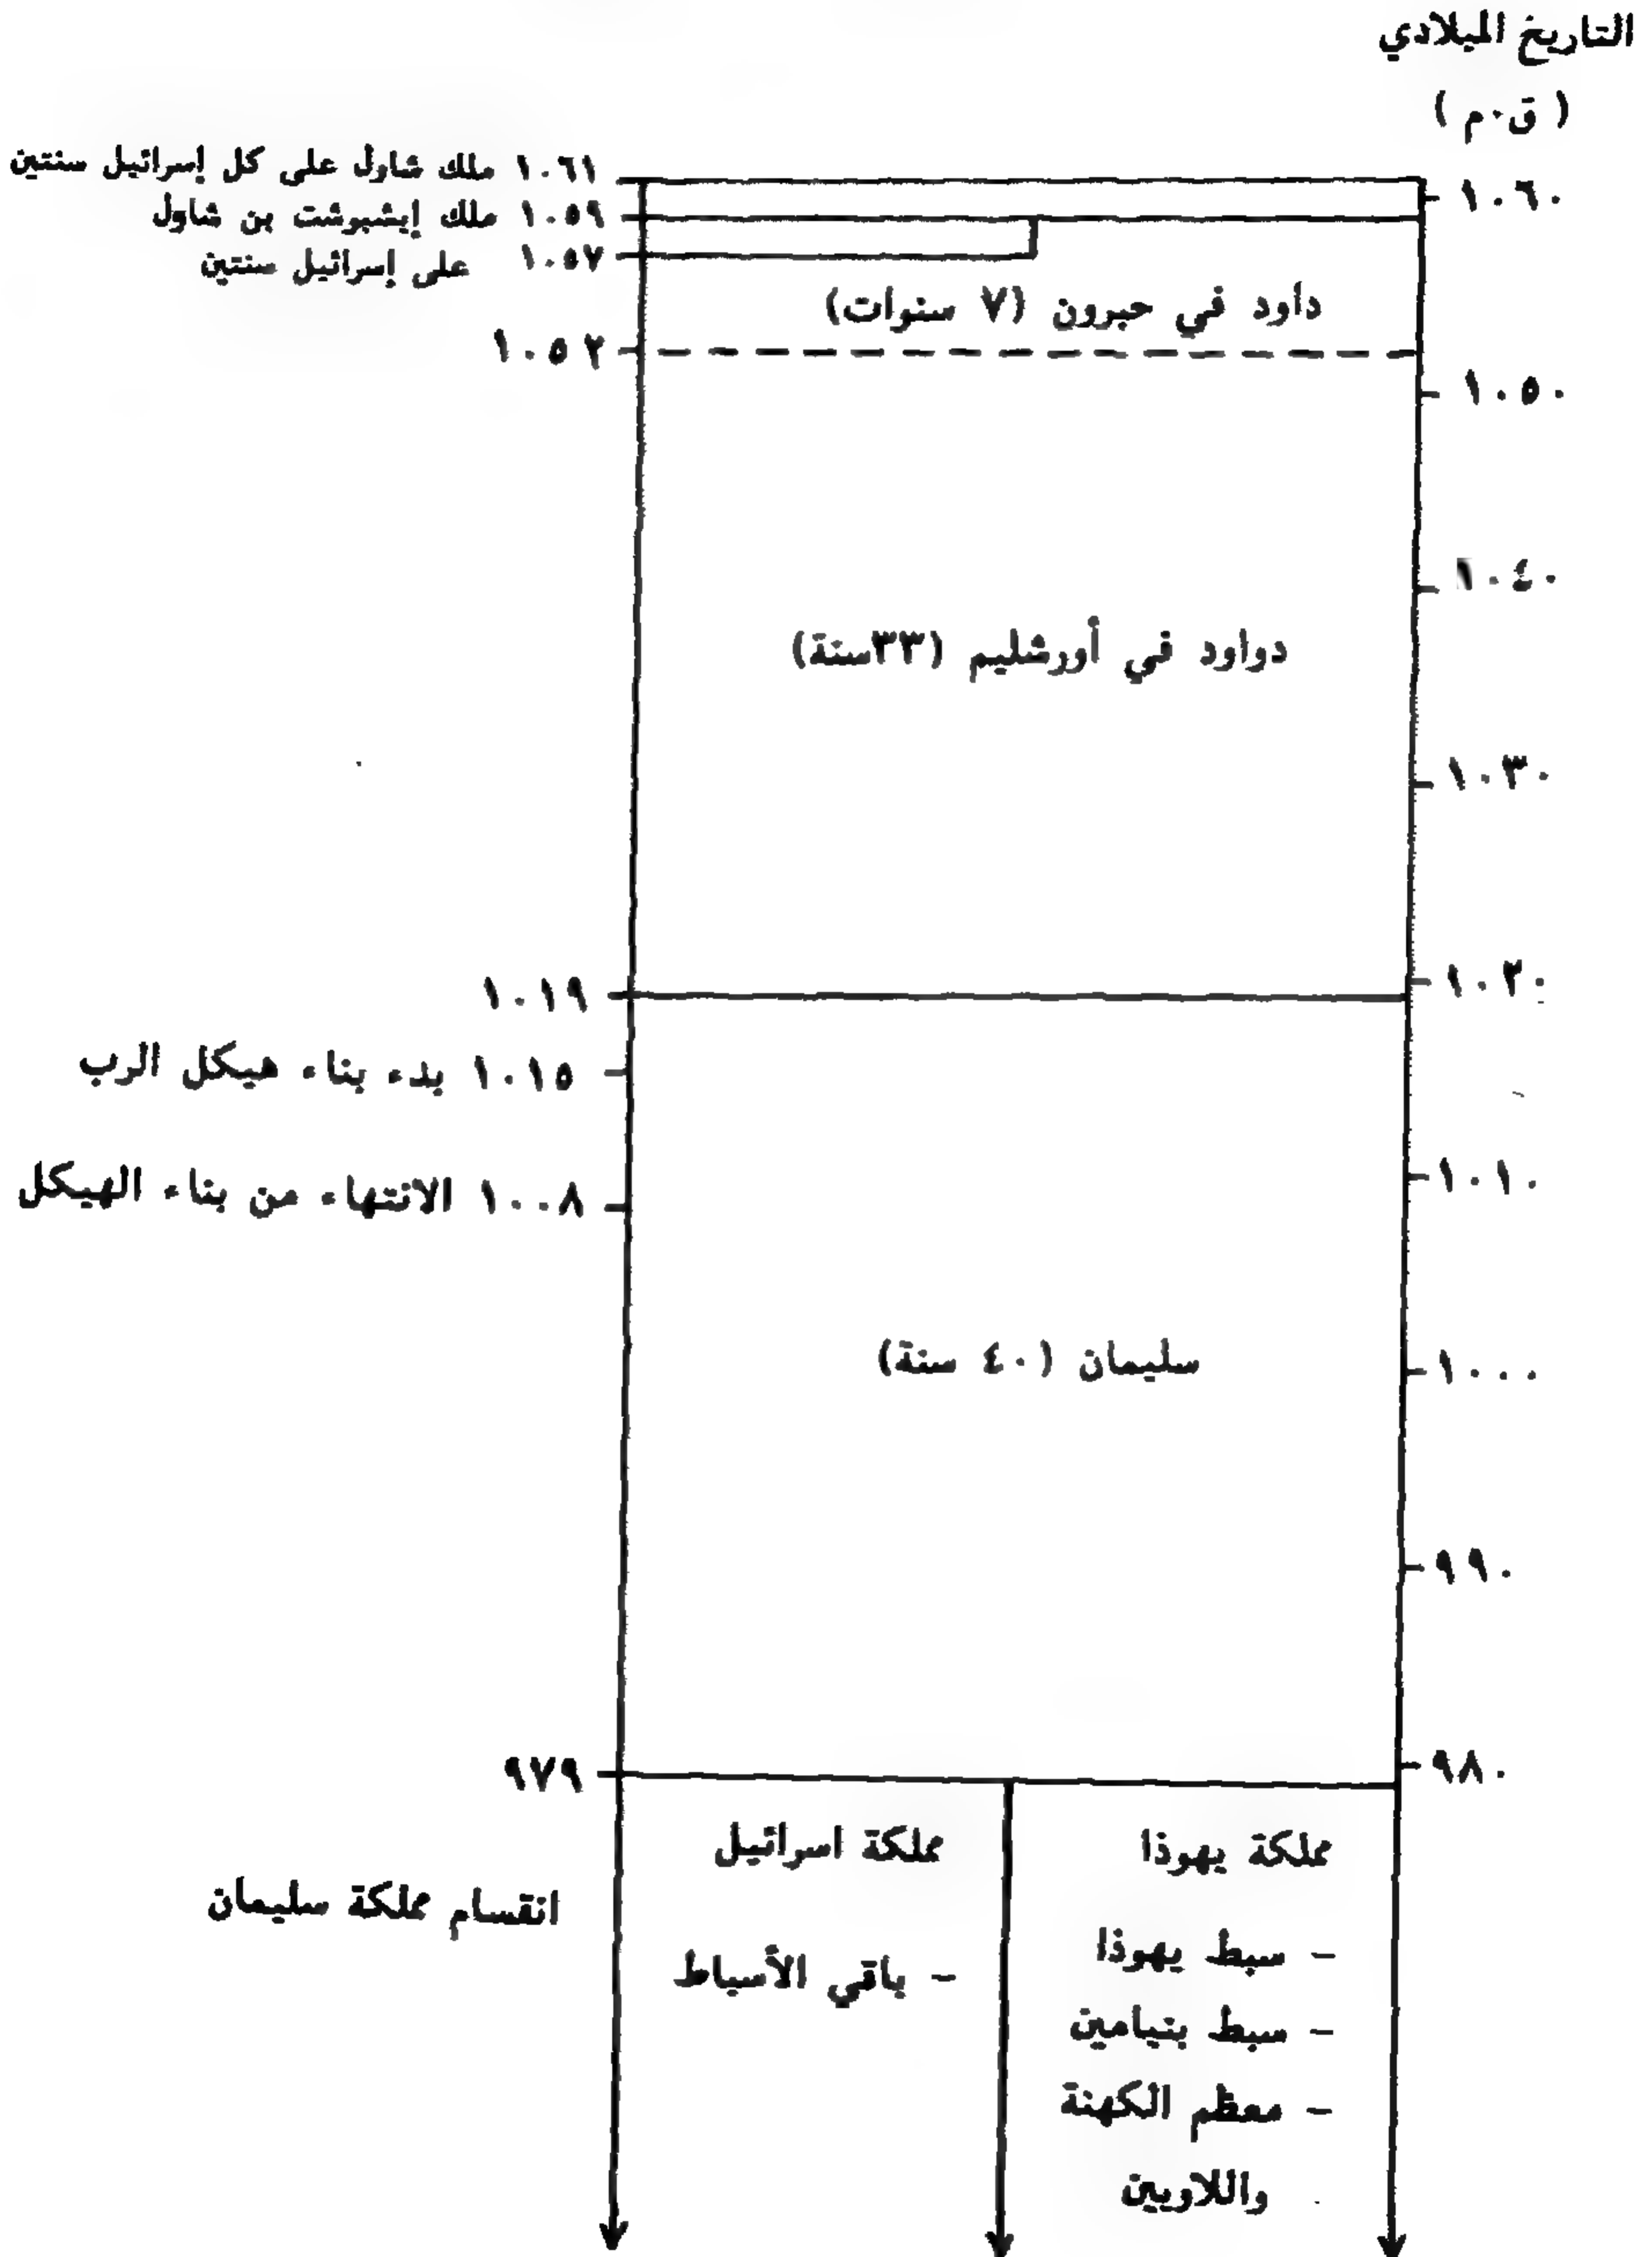 التاريخ الميلادي
( ق.م )
١٠٦١ ملك شاول على كل إسرائيل سنتين
١٠٦٠
١٠٥٩ ملك إيشبوشت بن شاول
١٠٥٧ على إسرائيل سنتين
داود في حبرون (٧ سنوات)
١٠٥٢
١٠٥٠
١٠٤٠
دواود في أورشليم (٣٣سنة)
١٠٣٠
١٠٢٠
١٠١٩
١٠١٥ بدء بناء هيكل الرب
١٠١٠
١٠٠٨ الانتهاء من بناء الهيكل
سليمان (٤٠ سنة)
١٠٠٠
٩٩٠
٩٨٠
٩٧٩
مملكة يهوذا
مملكة اسرائيل
انقسام مملكة سليمان
- سبط يهوذا
- باقي الأسباط
- سبط بنيامين
- معظم الكهنة
واللاويين